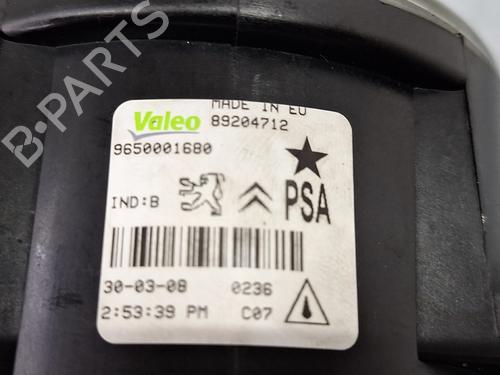 MADE IN EU
Valeo 89204712
9650001680
IND:B PSA
30-03-08 0236
2:53:39 PM C07
B-PARTS